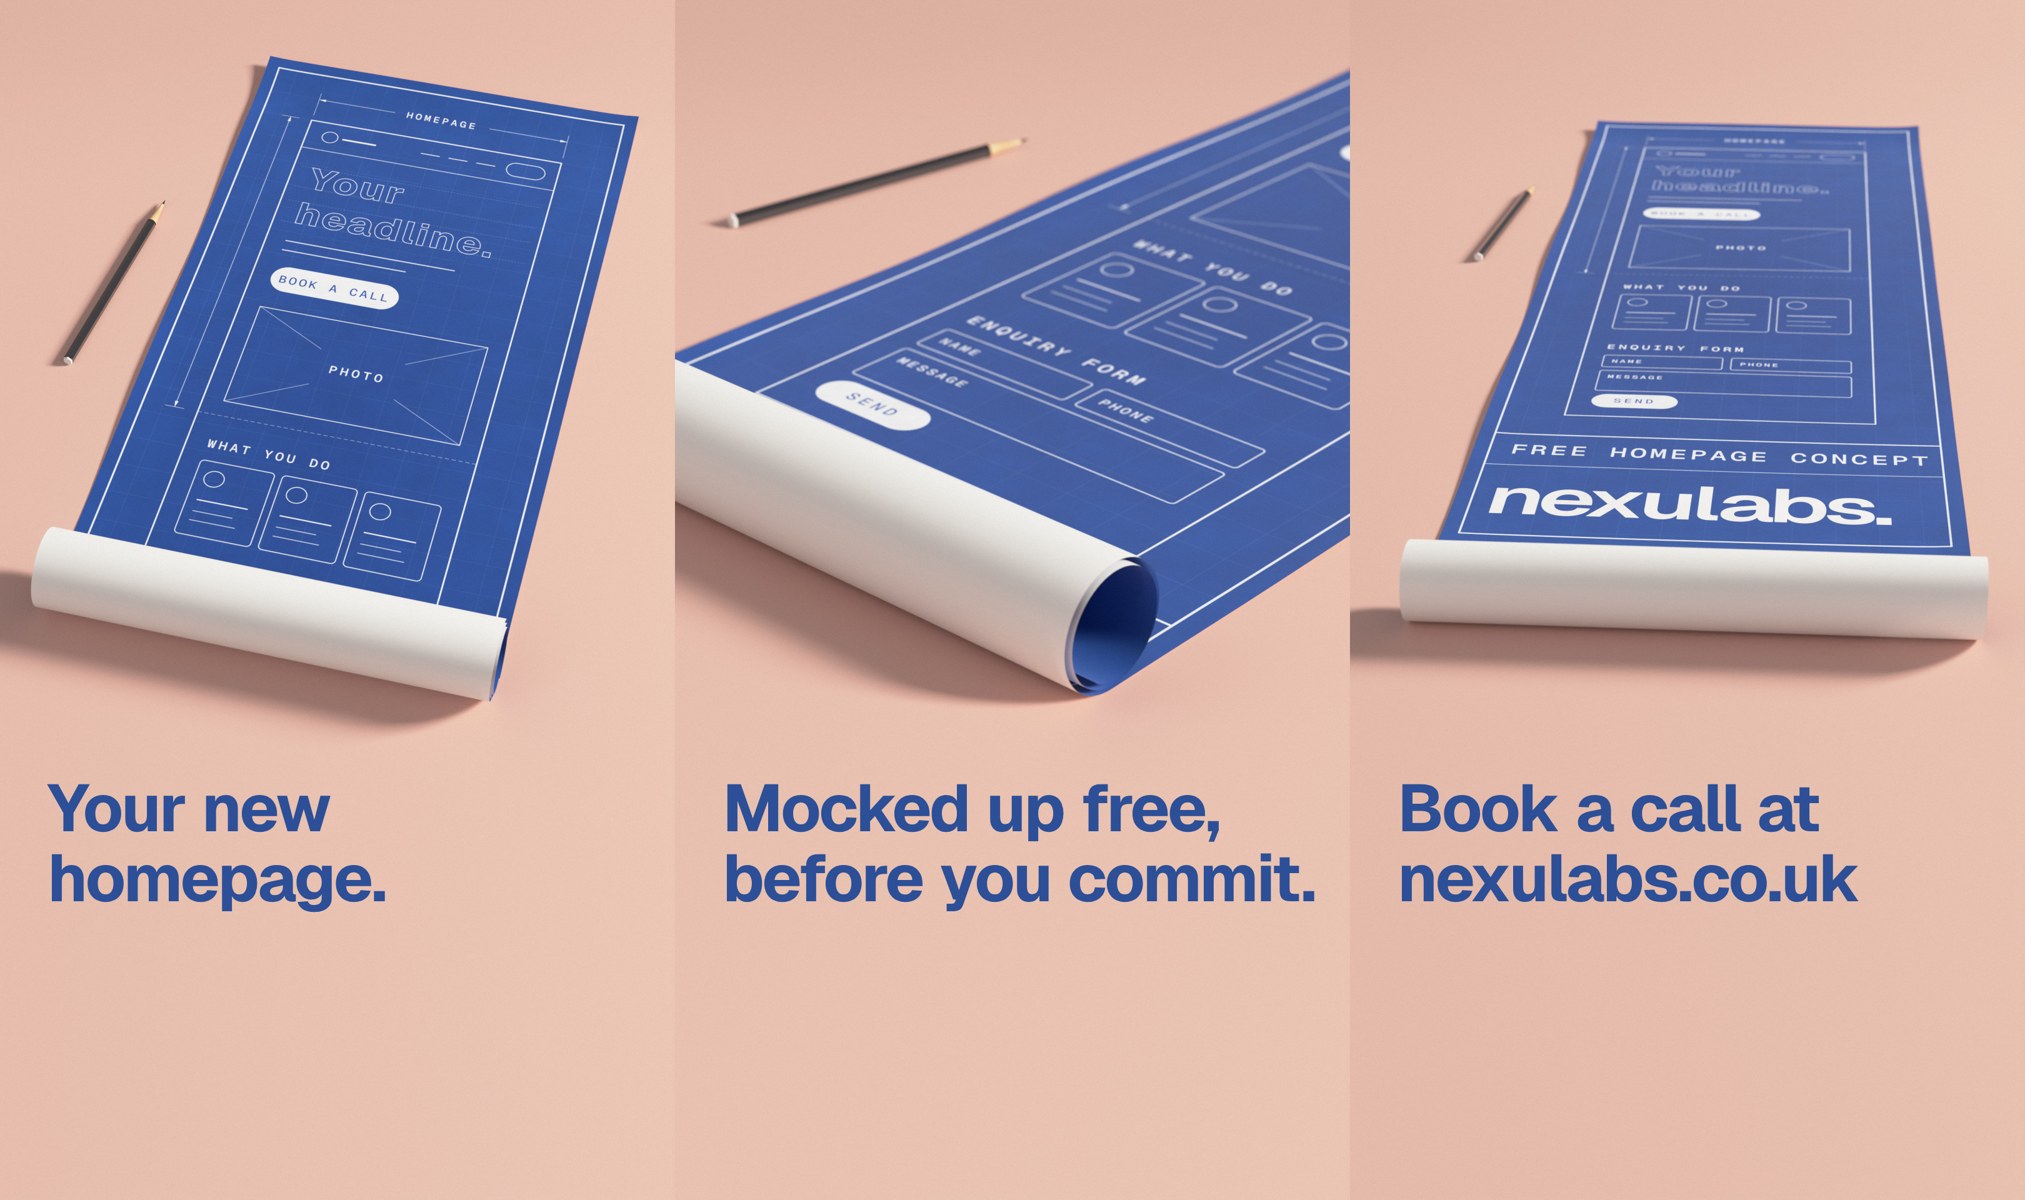 HOMEPAGE
Your
headline.
BOOK A CALL
PHOTO
WHAT YOU DO
Your new
homepage.
WHAT YOU DO
ENQUIRY FORM
NAME
PHONE
MESSAGE
SEND
Mocked up free,
before you commit.
HOMEPAGE
Your
headline.
BOOK A CALL
PHOTO
WHAT YOU DO
ENQUIRY FORM
NAME
PHONE
MESSAGE
SEND
FREE HOMEPAGE CONCEPT
nexulabs.
Book a call at
nexulabs.co.uk